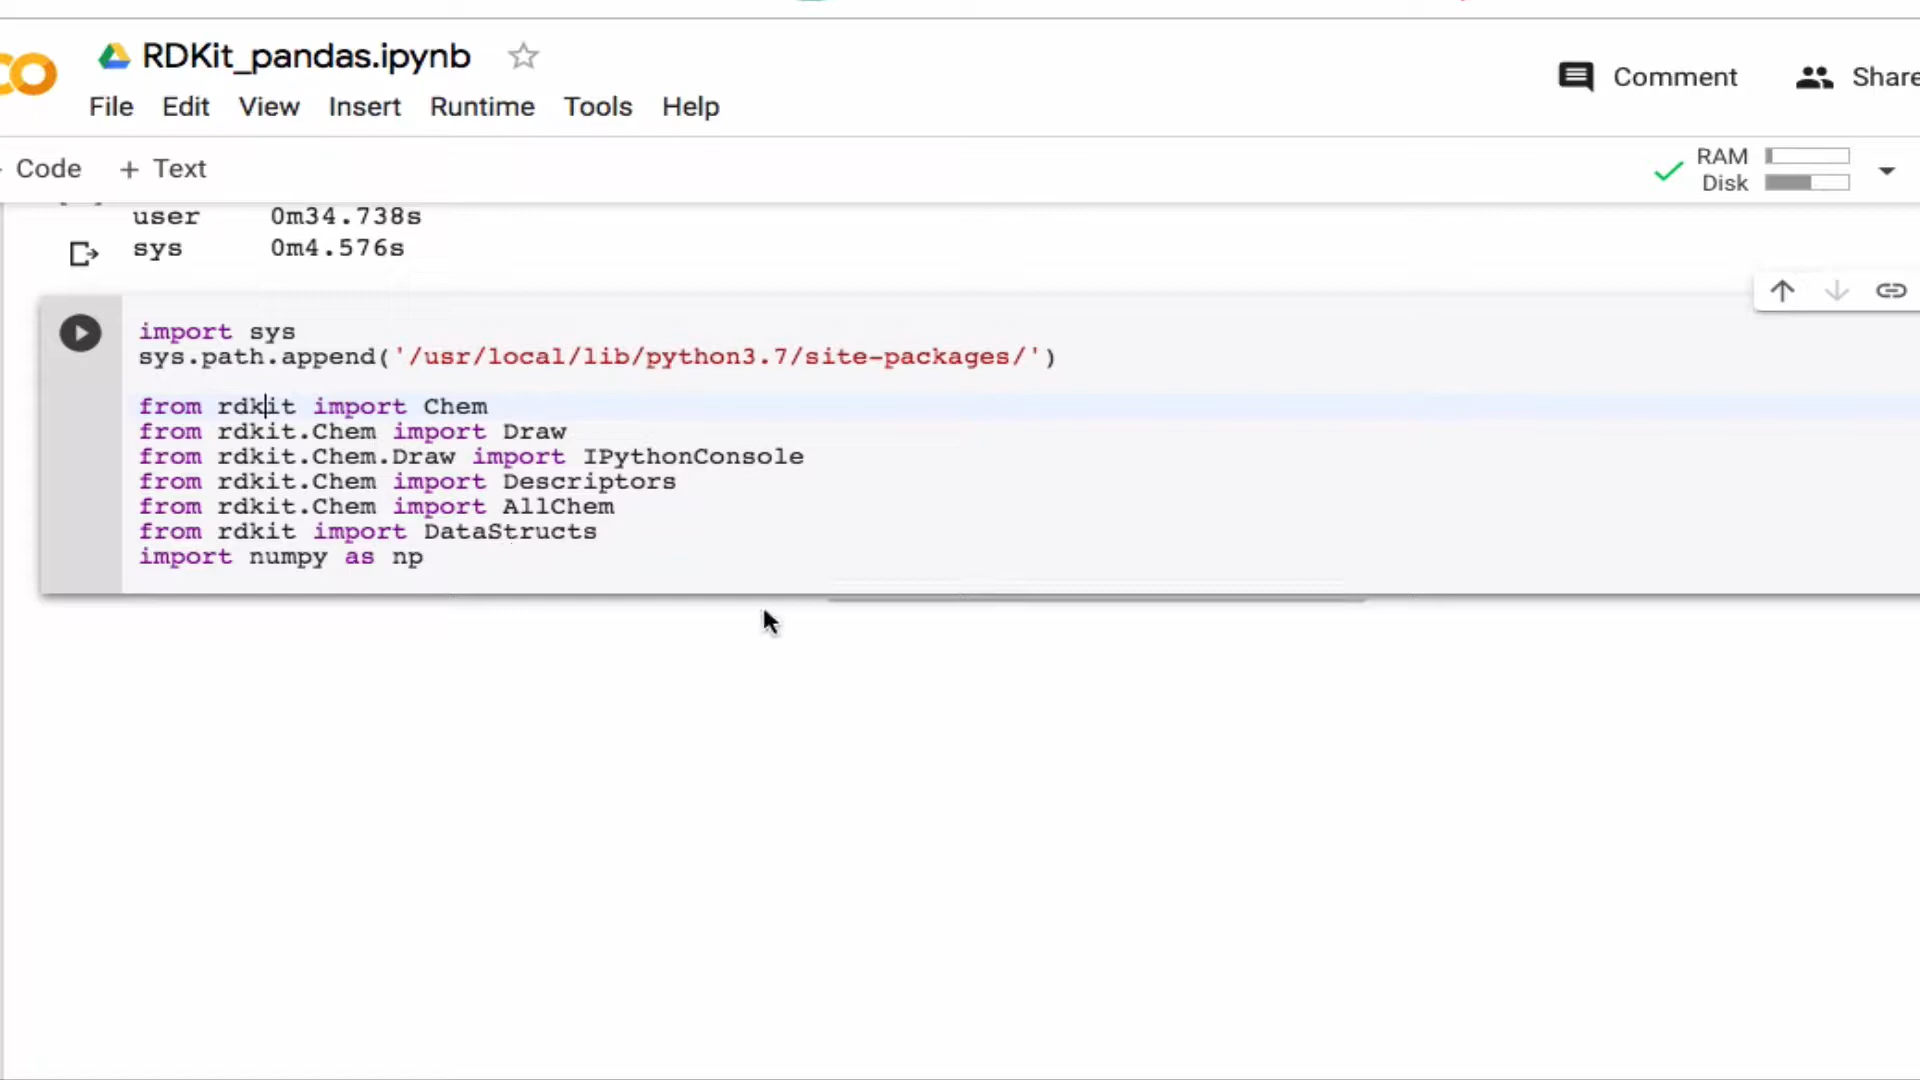 RDKit_pandas.ipynb
Comment
Share
File Edit View Insert Runtime Tools Help
Code + Text
RAM
Disk
user 0m34.738s
sys 0m4.576s
import sys
sys.path.append('/usr/local/lib/python3.7/site-packages/')
from rdkit import Chem
from rdkit.Chem import Draw
from rdkit.Chem.Draw import IPythonConsole
from rdkit.Chem import Descriptors
from rdkit.Chem import AllChem
from rdkit import DataStructs
import numpy as np